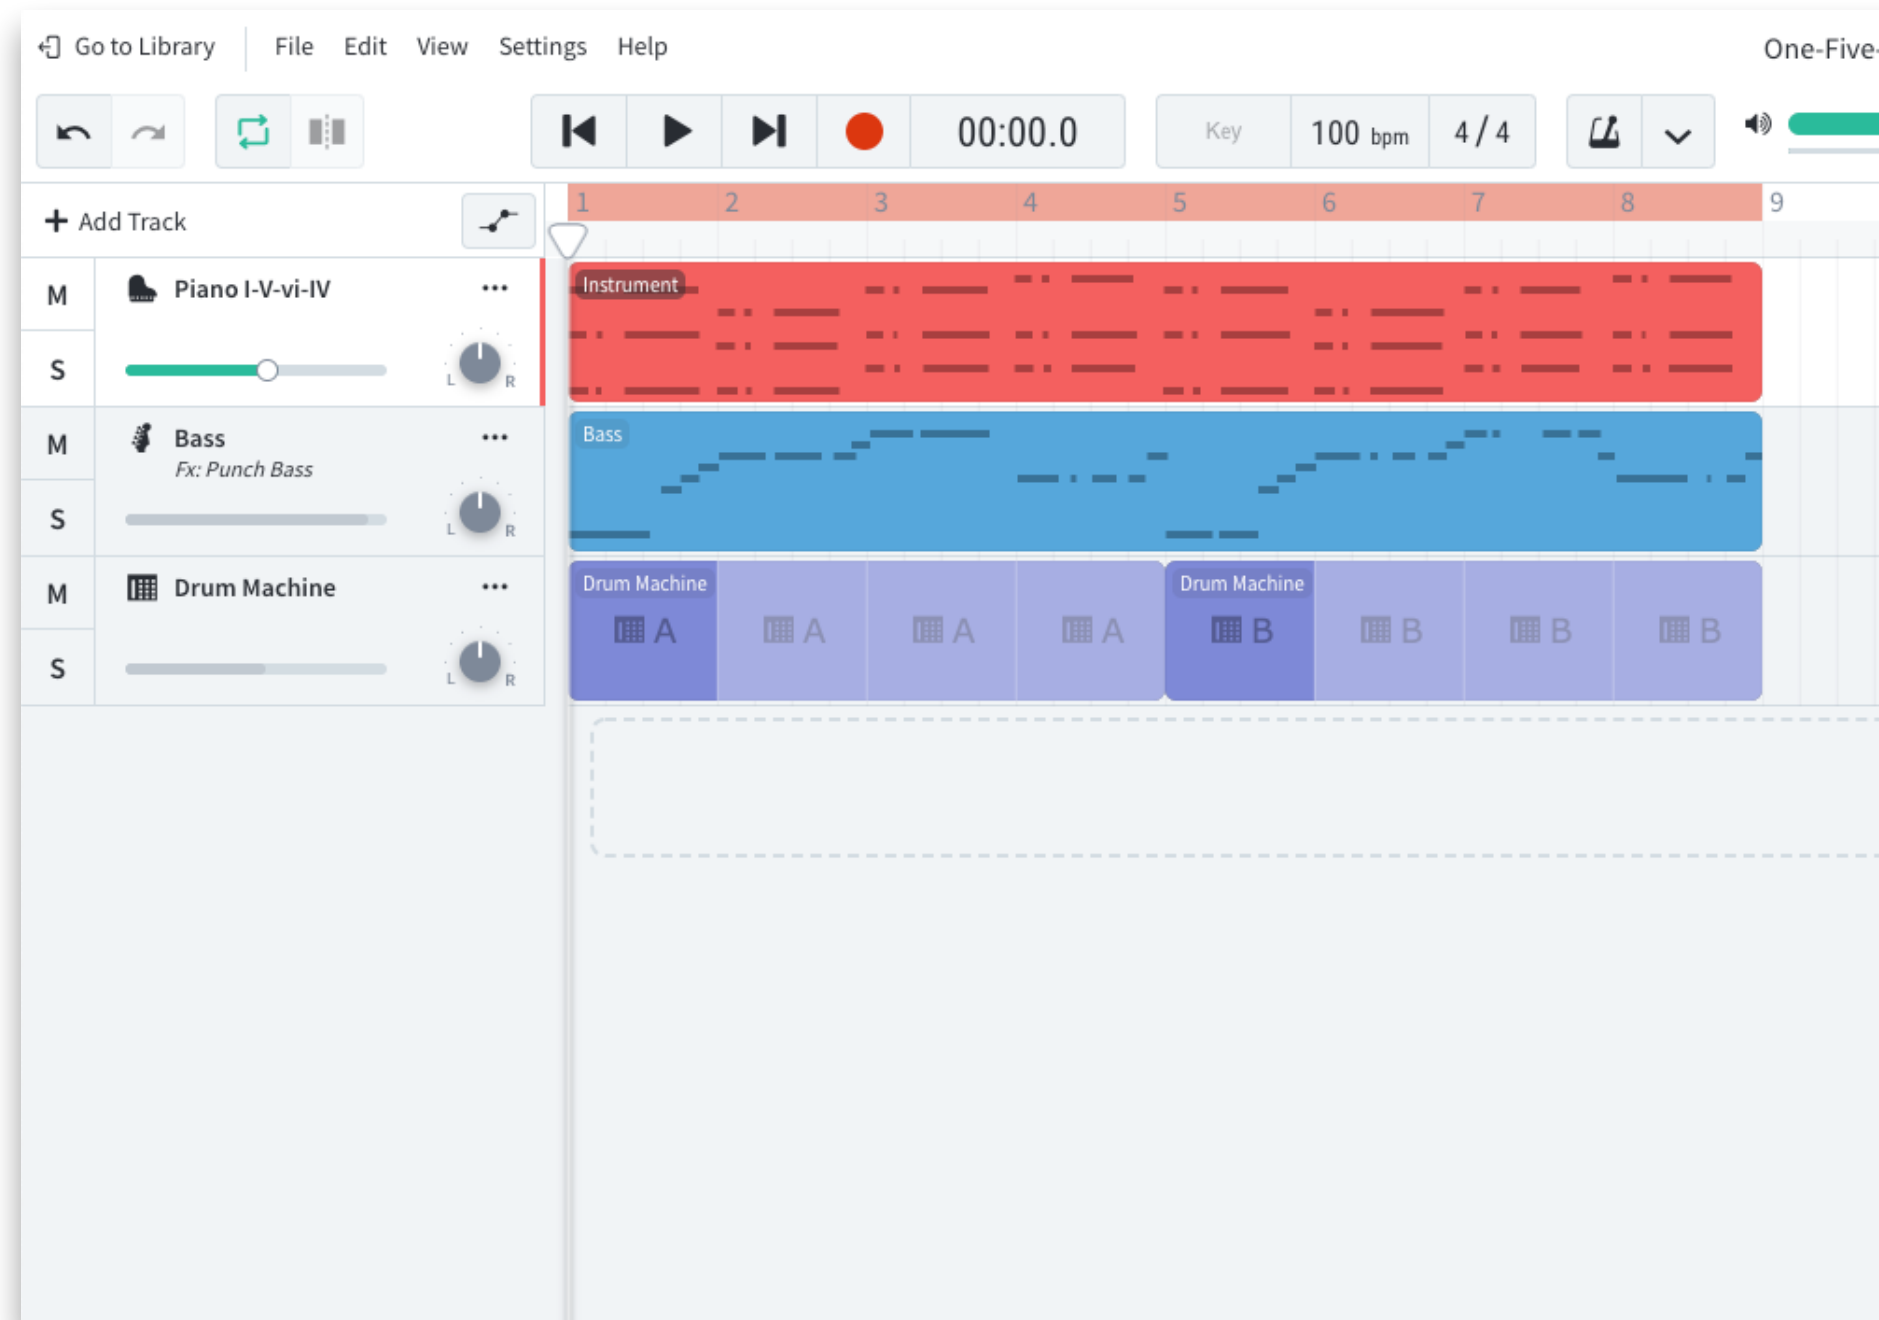 Go to Library File Edit View Settings Help One-Five-
00:00.0 Key 100 bpm 4/4
Add Track 1 2 3 4 5 6 7 8 9
M Piano I-V-vi-IV
S L R
Instrument
M Bass
Fx: Punch Bass
S L R
Bass
M Drum Machine
S L R
Drum Machine Drum Machine
A A A A B B B B